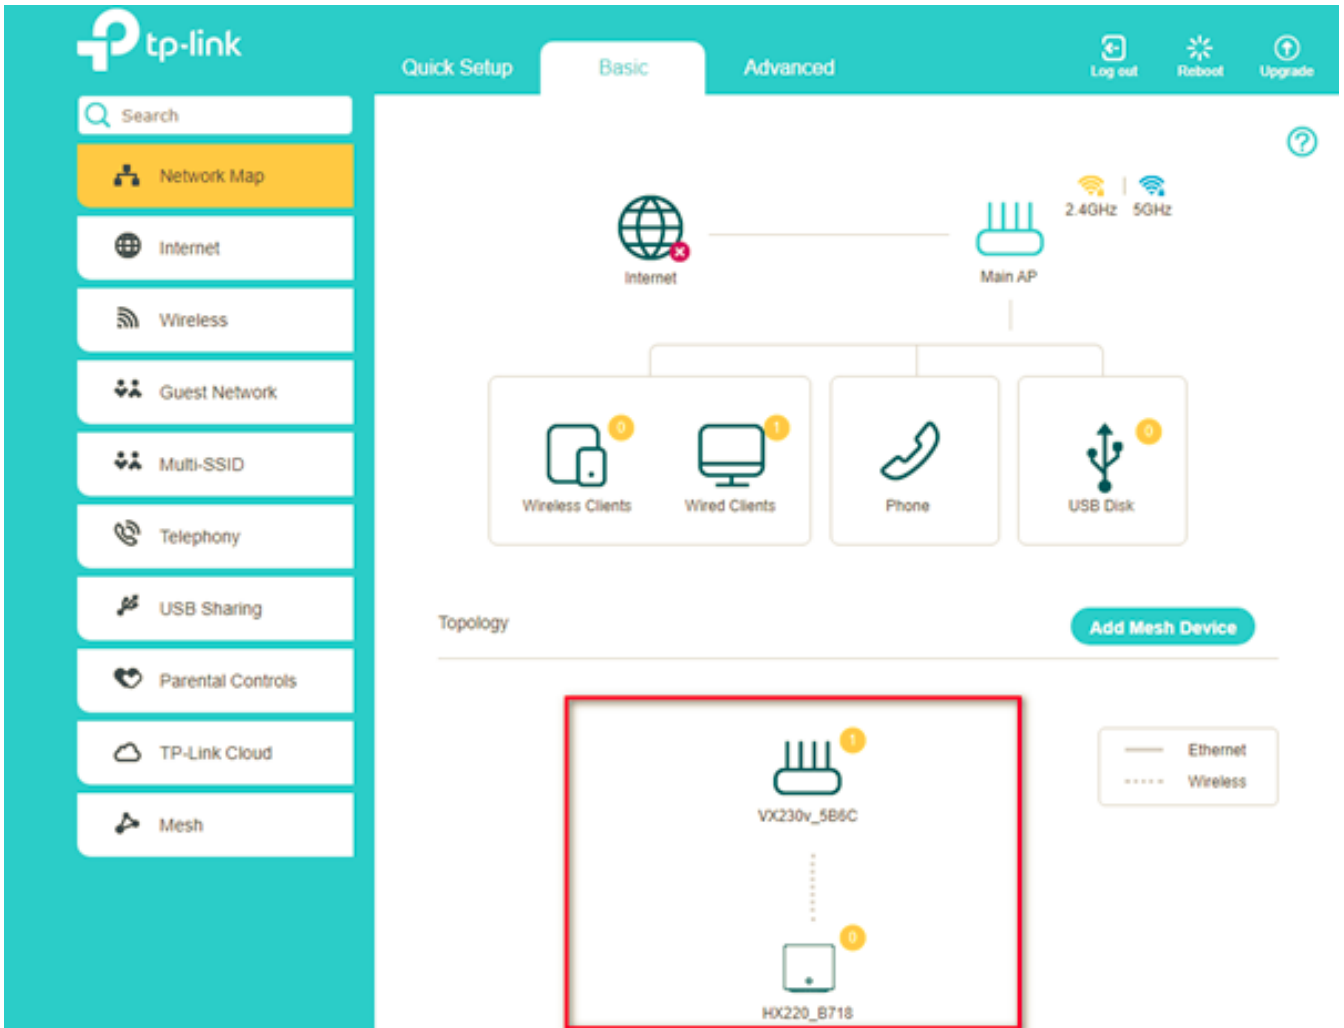 tp-link
Quick Setup
Basic
Advanced
Log out
Reboot
Upgrade
Search
Network Map
Internet
Wireless
Guest Network
Multi-SSID
Telephony
USB Sharing
Parental Controls
TP-Link Cloud
Mesh
2.4GHz | 5GHz
Internet
Main AP
0
1
0
Wireless Clients
Wired Clients
Phone
USB Disk
Topology
Add Mesh Device
1
VX230v_5B6C
Ethernet
Wireless
0
HX220_B718